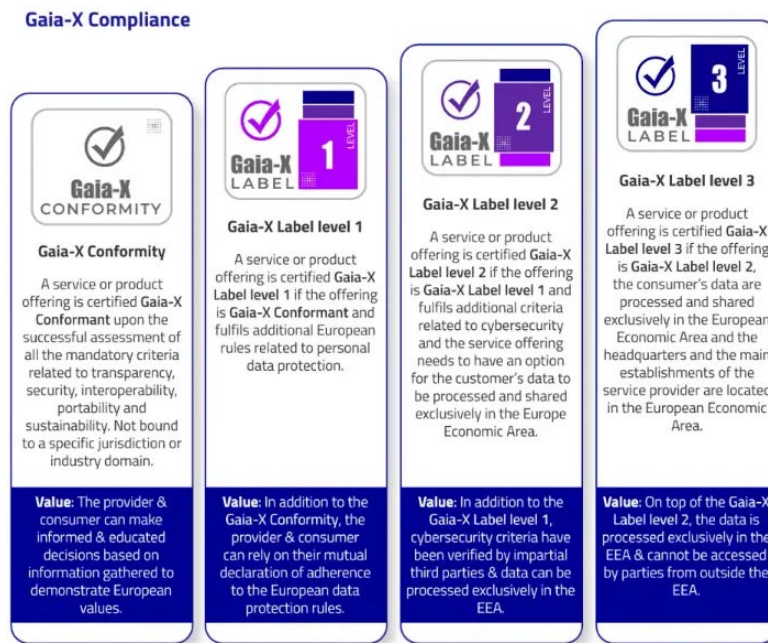 Gaia-X Compliance
Gaia-X
CONFORMITY
Gaia-X Conformity
A service or product
offering is certified Gaia-X
Conformant upon the
successful assessment of
all the mandatory criteria
related to transparency,
security, interoperability,
portability and
sustainability. Not bound
to a specific jurisdiction or
industry domain.
Value: The provider &
consumer can make
informed & educated
decisions based on
information gathered to
demonstrate European
values.
Gaia-X
LABEL
1
LEVEL
Gaia-X Label level 1
A service or product
offering is certified Gaia-X
Label level 1 if the offering
is Gaia-X Conformant and
fulfils additional European
rules related to personal
data protection.
Value: In addition to the
Gaia-X Conformity, the
provider & consumer
can rely on their mutual
declaration of adherence
to the European data
protection rules.
Gaia-X
LABEL
2
LEVEL
Gaia-X Label level 2
A service or product
offering is certified Gaia-X
Label level 2 if the offering
is Gaia-X Label level 1 and
fulfils additional criteria
related to cybersecurity
and the service offering
needs to have an option
for the customer's data to
be processed and shared
exclusively in the Europe
Economic Area.
Value: In addition to the
Gaia-X Label level 1,
cybersecurity criteria have
been verified by impartial
third parties & data can be
processed exclusively in the
EEA.
Gaia-X
LABEL
3
LEVEL
Gaia-X Label level 3
A service or product
offering is certified Gaia-X
Label level 3 if the offering
is Gaia-X Label level 2,
the consumer's data are
processed and shared
exclusively in the European
Economic Area and the
headquarters and the main
establishments of the
service provider are located
in the European Economic
Area.
Value: On top of the Gaia-X
Label level 2, the data is
processed exclusively in the
EEA & cannot be accessed
by parties from outside the
EEA.